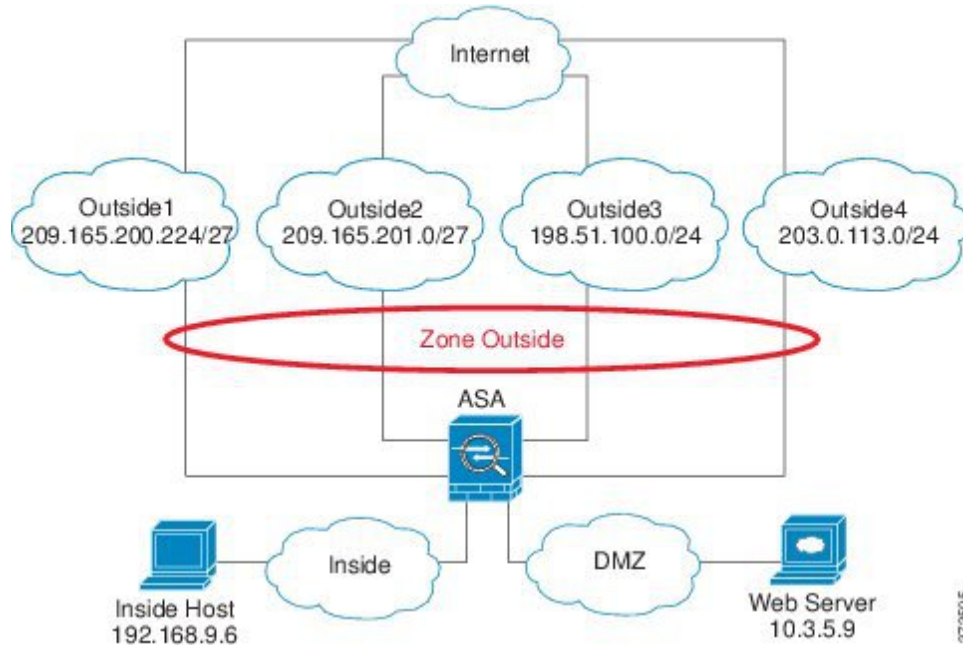 Internet
Outside1
209.165.200.224/27
Outside2
209.165.201.0/27
Outside3
198.51.100.0/24
Outside4
203.0.113.0/24
Zone Outside
ASA
Inside
DMZ
Inside Host
192.168.9.6
Web Server
10.3.5.9